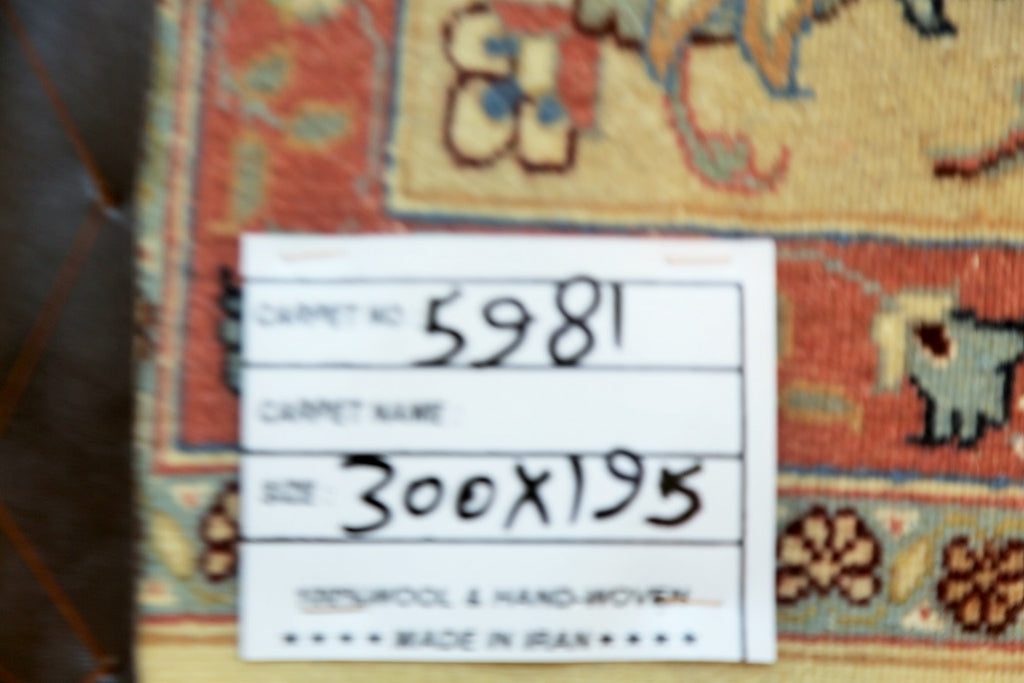 CARPET NO : 5981
CARPET NAME :
SIZE : 300X195
100% WOOL & HAND-WOVEN
•••• MADE IN IRAN ••••